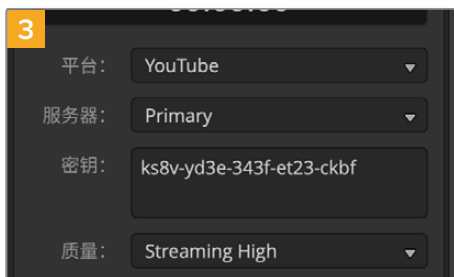 3
平台： YouTube
服务器： Primary
密钥： ks8v-yd3e-343f-et23-ckbf
质量： Streaming High